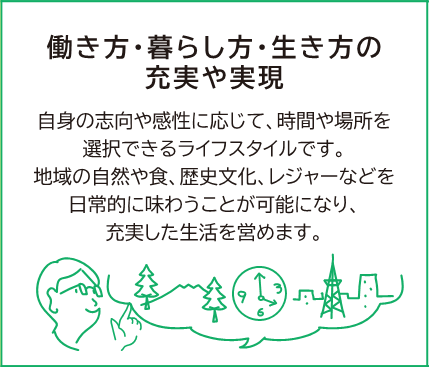 働き方・暮らし方・生き方の
充実や実現
自身の志向や感性に応じて、時間や場所を
選択できるライフスタイルです。
地域の自然や食、歴史文化、レジャーなどを
日常的に味わうことが可能になり、
充実した生活を営めます。
9 3
6